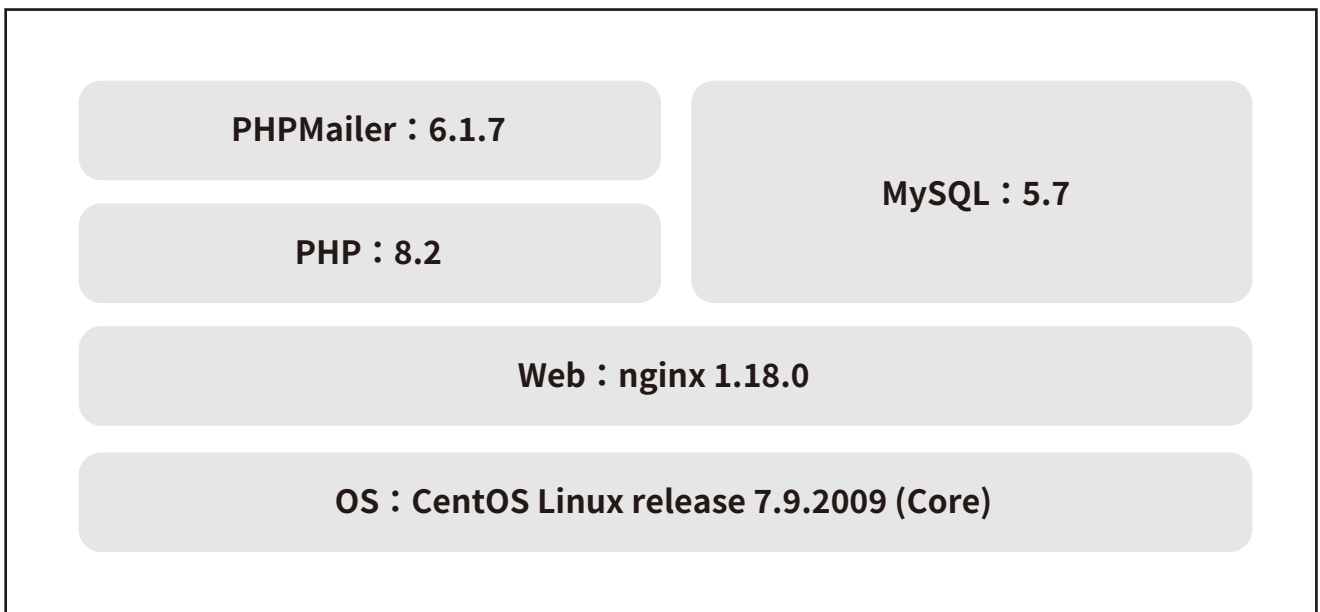 PHPMailer：6.1.7
PHP：8.2
MySQL：5.7
Web：nginx 1.18.0
OS：CentOS Linux release 7.9.2009 (Core)